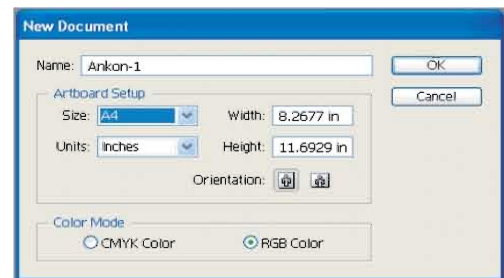 New Document
Name: Ankon-1 OK
Artboard Setup Cancel
Size: A4 Width: 8.2677 in
Units: Inches Height: 11.6929 in
Orientation:
Color Mode
CMYK Color RGB Color